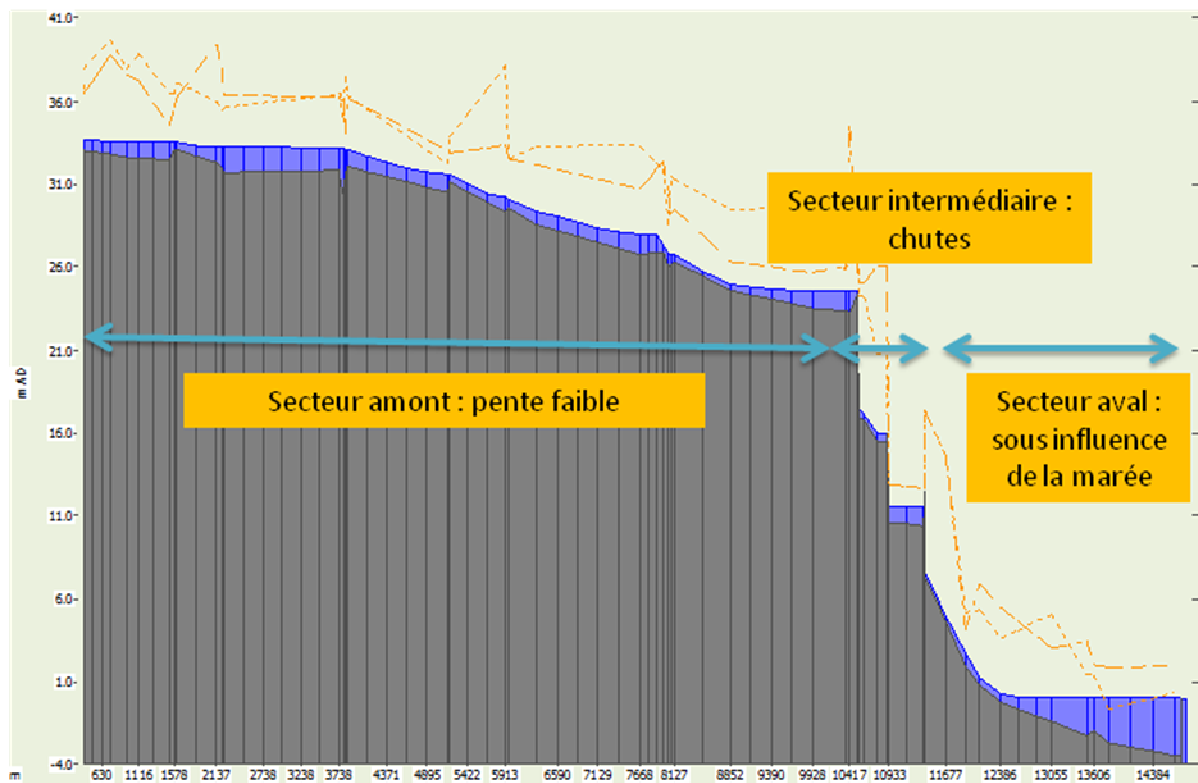 41.0
36.0
31.0
26.0
21.0
16.0
11.0
6.0
1.0
-4.0
m AD
Secteur intermédiaire :
chutes
Secteur amont : pente faible
Secteur aval :
sous influence
de la marée
m 630 1116 1578 2137 2738 3238 3738 4371 4895 5422 5913 6590 7129 7668 8127 8852 9390 9928 10417 10933 11677 12386 13055 13606 14384